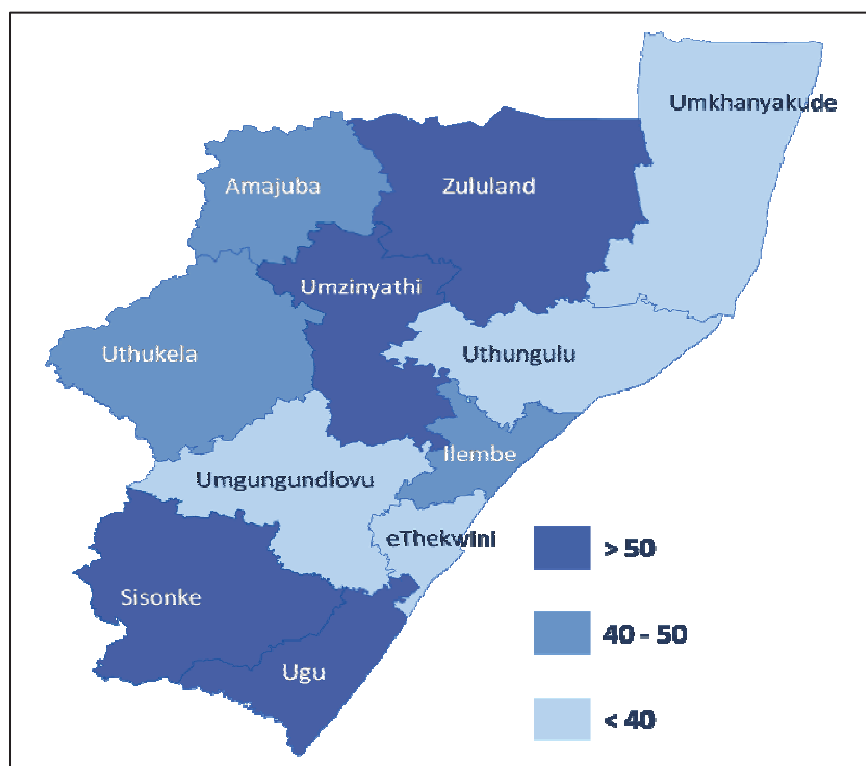 Umkhanyakude
Amajuba
Zululand
Umzinyathi
Uthukela
Uthungulu
Ilembe
Umgungundlovu
eThekwini
Sisonke
Ugu
> 50
40 - 50
< 40